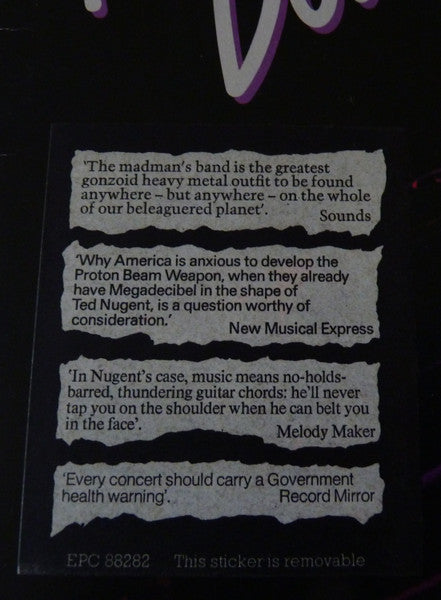 'The madman's band is the greatest
gonzoid heavy metal outfit to be found
anywhere – but anywhere – on the whole
of our beleaguered planet'.
Sounds
'Why America is anxious to develop the
Proton Beam Weapon, when they already
have Megadecibel in the shape of
Ted Nugent, is a question worthy of
consideration.'
New Musical Express
'In Nugent's case, music means no-holds-
barred, thundering guitar chords: he'll never
tap you on the shoulder when he can belt you
in the face'.
Melody Maker
'Every concert should carry a Government
health warning'.
Record Mirror
EPC 88282 This sticker is removable